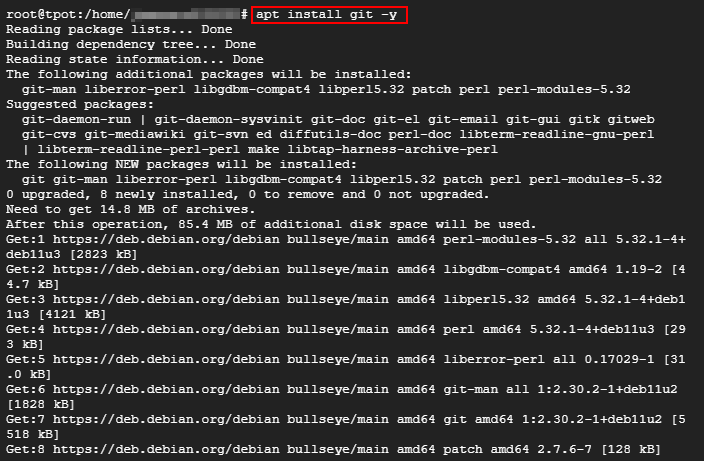 root@tpot:/home/ # apt install git -y
Reading package lists... Done
Building dependency tree... Done
Reading state information... Done
The following additional packages will be installed:
git-man liberror-perl libgdbm-compat4 libperl5.32 patch perl perl-modules-5.32
Suggested packages:
git-daemon-run | git-daemon-sysvinit git-doc git-el git-email git-gui gitk gitweb
git-cvs git-mediawiki git-svn ed diffutils-doc perl-doc libterm-readline-gnu-perl
| libterm-readline-perl-perl make libtap-harness-archive-perl
The following NEW packages will be installed:
git git-man liberror-perl libgdbm-compat4 libperl5.32 patch perl perl-modules-5.32
0 upgraded, 8 newly installed, 0 to remove and 0 not upgraded.
Need to get 14.8 MB of archives.
After this operation, 85.4 MB of additional disk space will be used.
Get:1 https://deb.debian.org/debian bullseye/main amd64 perl-modules-5.32 all 5.32.1-4+
deb11u3 [2823 kB]
Get:2 https://deb.debian.org/debian bullseye/main amd64 libgdbm-compat4 amd64 1.19-2 [4
4.7 kB]
Get:3 https://deb.debian.org/debian bullseye/main amd64 libperl5.32 amd64 5.32.1-4+deb1
1u3 [4121 kB]
Get:4 https://deb.debian.org/debian bullseye/main amd64 perl amd64 5.32.1-4+deb11u3 [29
3 kB]
Get:5 https://deb.debian.org/debian bullseye/main amd64 liberror-perl all 0.17029-1 [31
.0 kB]
Get:6 https://deb.debian.org/debian bullseye/main amd64 git-man all 1:2.30.2-1+deb11u2
[1828 kB]
Get:7 https://deb.debian.org/debian bullseye/main amd64 git amd64 1:2.30.2-1+deb11u2 [5
518 kB]
Get:8 https://deb.debian.org/debian bullseye/main amd64 patch amd64 2.7.6-7 [128 kB]